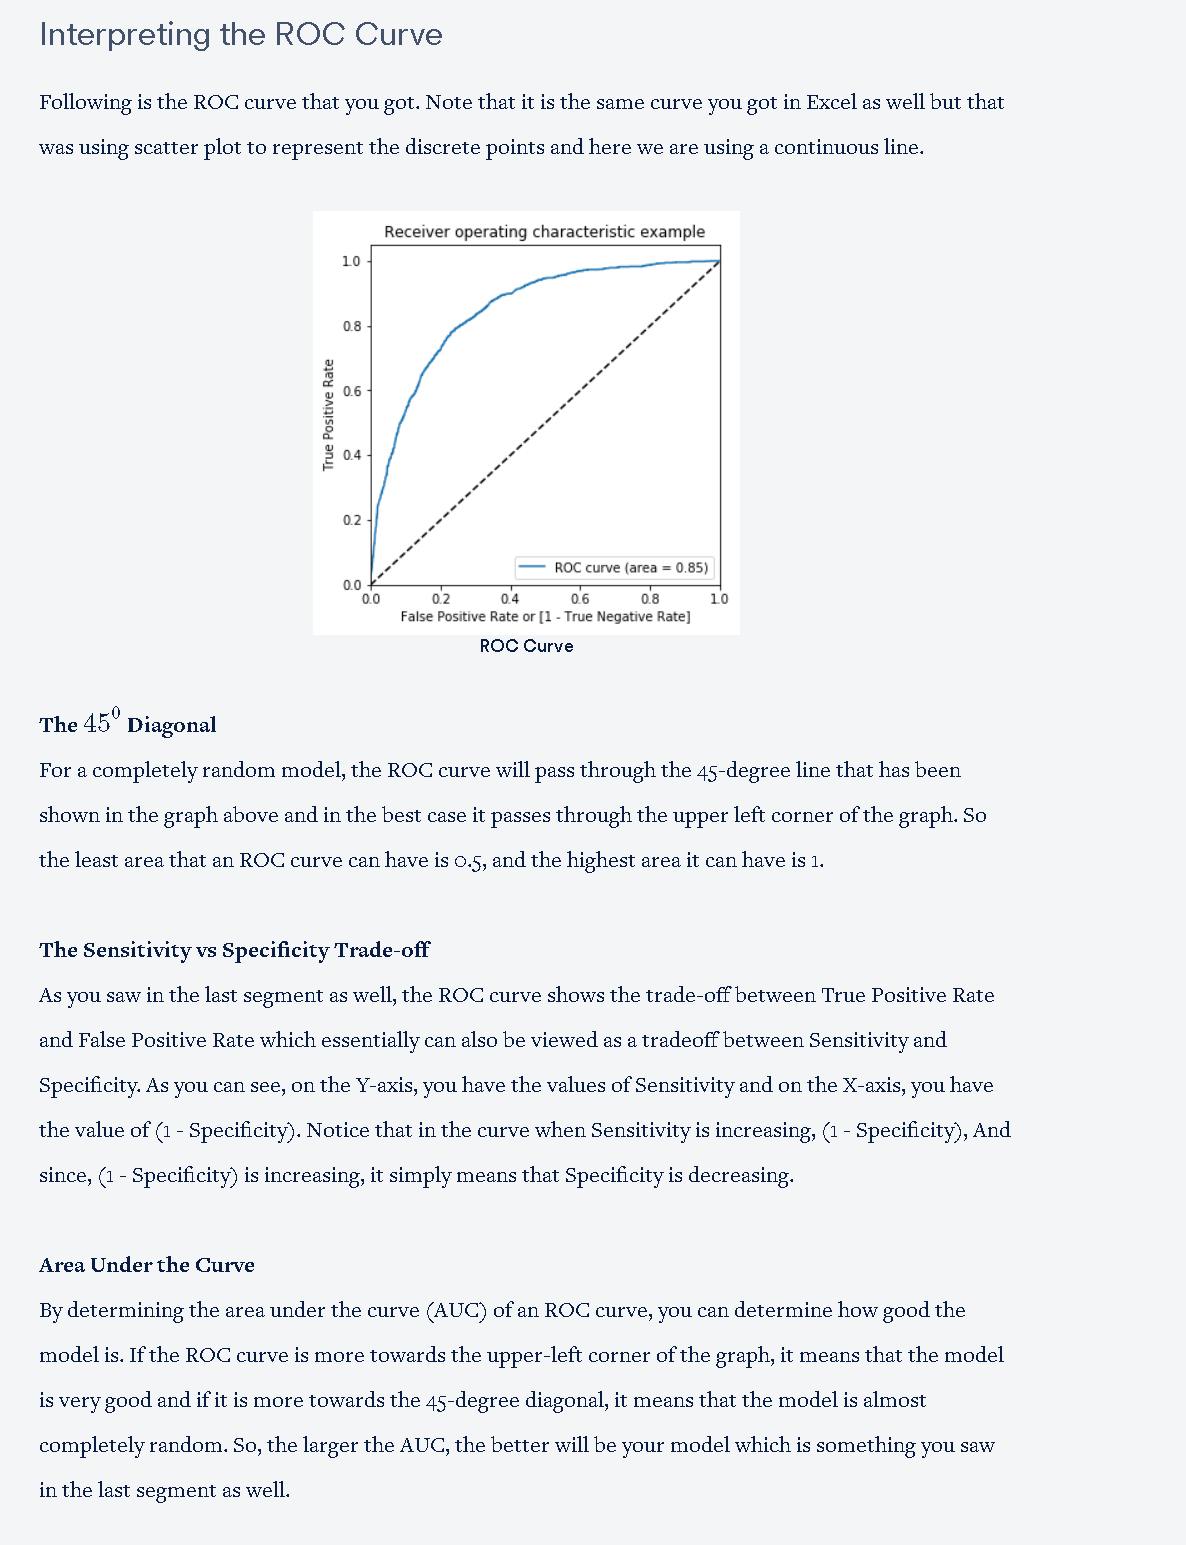 Interpreting the ROC Curve
Following is the ROC curve that you got. Note that it is the same curve you got in Excel as well but that
was using scatter plot to represent the discrete points and here we are using a continuous line.
Receiver operating characteristic example
1.0
0.8
0.6
0.4
0.2
0.0
True Positive Rate
ROC curve (area = 0.85)
0.0 0.2 0.4 0.6 0.8 1.0
False Positive Rate or [1 - True Negative Rate]
ROC Curve
The 45⁰ Diagonal
For a completely random model, the ROC curve will pass through the 45-degree line that has been
shown in the graph above and in the best case it passes through the upper left corner of the graph. So
the least area that an ROC curve can have is 0.5, and the highest area it can have is 1.
The Sensitivity vs Specificity Trade-off
As you saw in the last segment as well, the ROC curve shows the trade-off between True Positive Rate
and False Positive Rate which essentially can also be viewed as a tradeoff between Sensitivity and
Specificity. As you can see, on the Y-axis, you have the values of Sensitivity and on the X-axis, you have
the value of (1 - Specificity). Notice that in the curve when Sensitivity is increasing, (1 - Specificity), And
since, (1 - Specificity) is increasing, it simply means that Specificity is decreasing.
Area Under the Curve
By determining the area under the curve (AUC) of an ROC curve, you can determine how good the
model is. If the ROC curve is more towards the upper-left corner of the graph, it means that the model
is very good and if it is more towards the 45-degree diagonal, it means that the model is almost
completely random. So, the larger the AUC, the better will be your model which is something you saw
in the last segment as well.